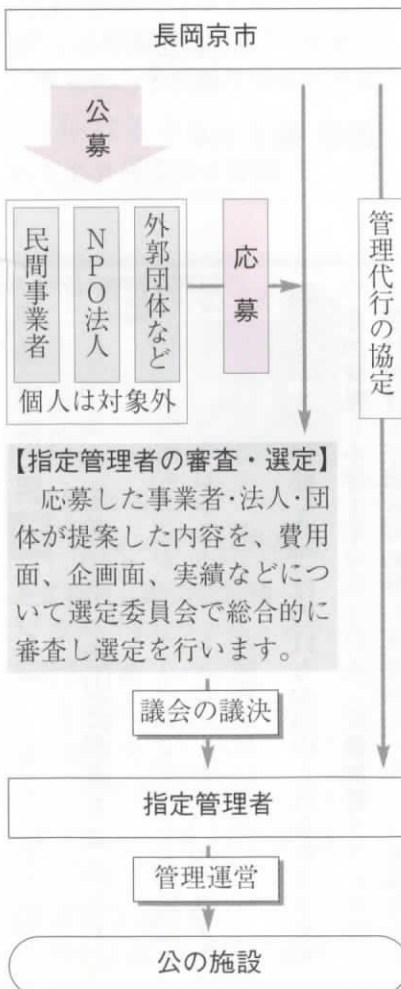 長岡京市
公募
民間事業者
NPO法人
外郭団体など
個人は対象外
応募
管理代行の協定
【指定管理者の審査・選定】
応募した事業者・法人・団
体が提案した内容を、費用
面、企画面、実績などにつ
いて選定委員会で総合的に
審査し選定を行います。
議会の議決
指定管理者
管理運営
公の施設